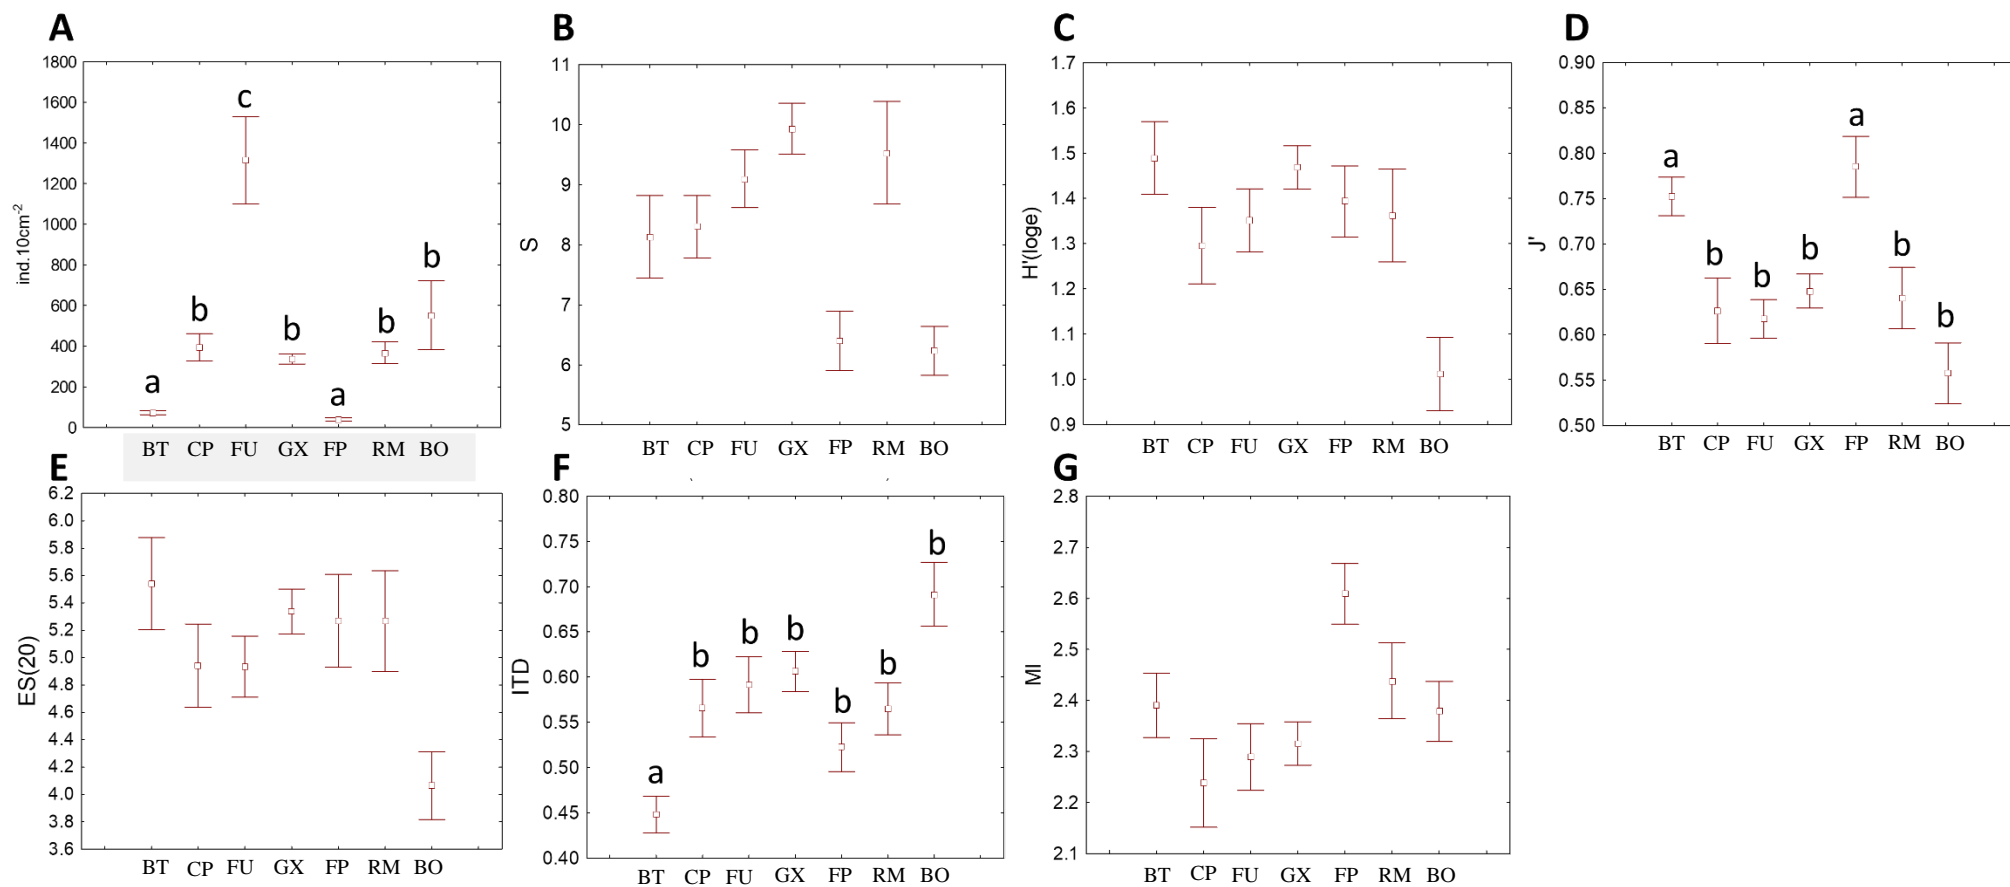 A
ind.10cm-2
1800
1600
1400
1200
1000
800
600
400
200
0
a
b
c
b
a
b
b
BT CP FU GX FP RM BO
B
S
11
10
9
8
7
6
5
BT CP FU GX FP RM BO
C
H'(loge)
1.7
1.6
1.5
1.4
1.3
1.2
1.1
1.0
0.9
BT CP FU GX FP RM BO
D
J'
0.90
0.85
0.80
0.75
0.70
0.65
0.60
0.55
0.50
a
b
b
b
a
b
b
BT CP FU GX FP RM BO
E
ES(20)
6.2
6.0
5.8
5.6
5.4
5.2
5.0
4.8
4.6
4.4
4.2
4.0
3.8
3.6
BT CP FU GX FP RM BO
F
ITD
0.80
0.75
0.70
0.65
0.60
0.55
0.50
0.45
0.40
a
b
b
b
b
b
b
BT CP FU GX FP RM BO
G
MI
2.8
2.7
2.6
2.5
2.4
2.3
2.2
2.1
BT CP FU GX FP RM BO